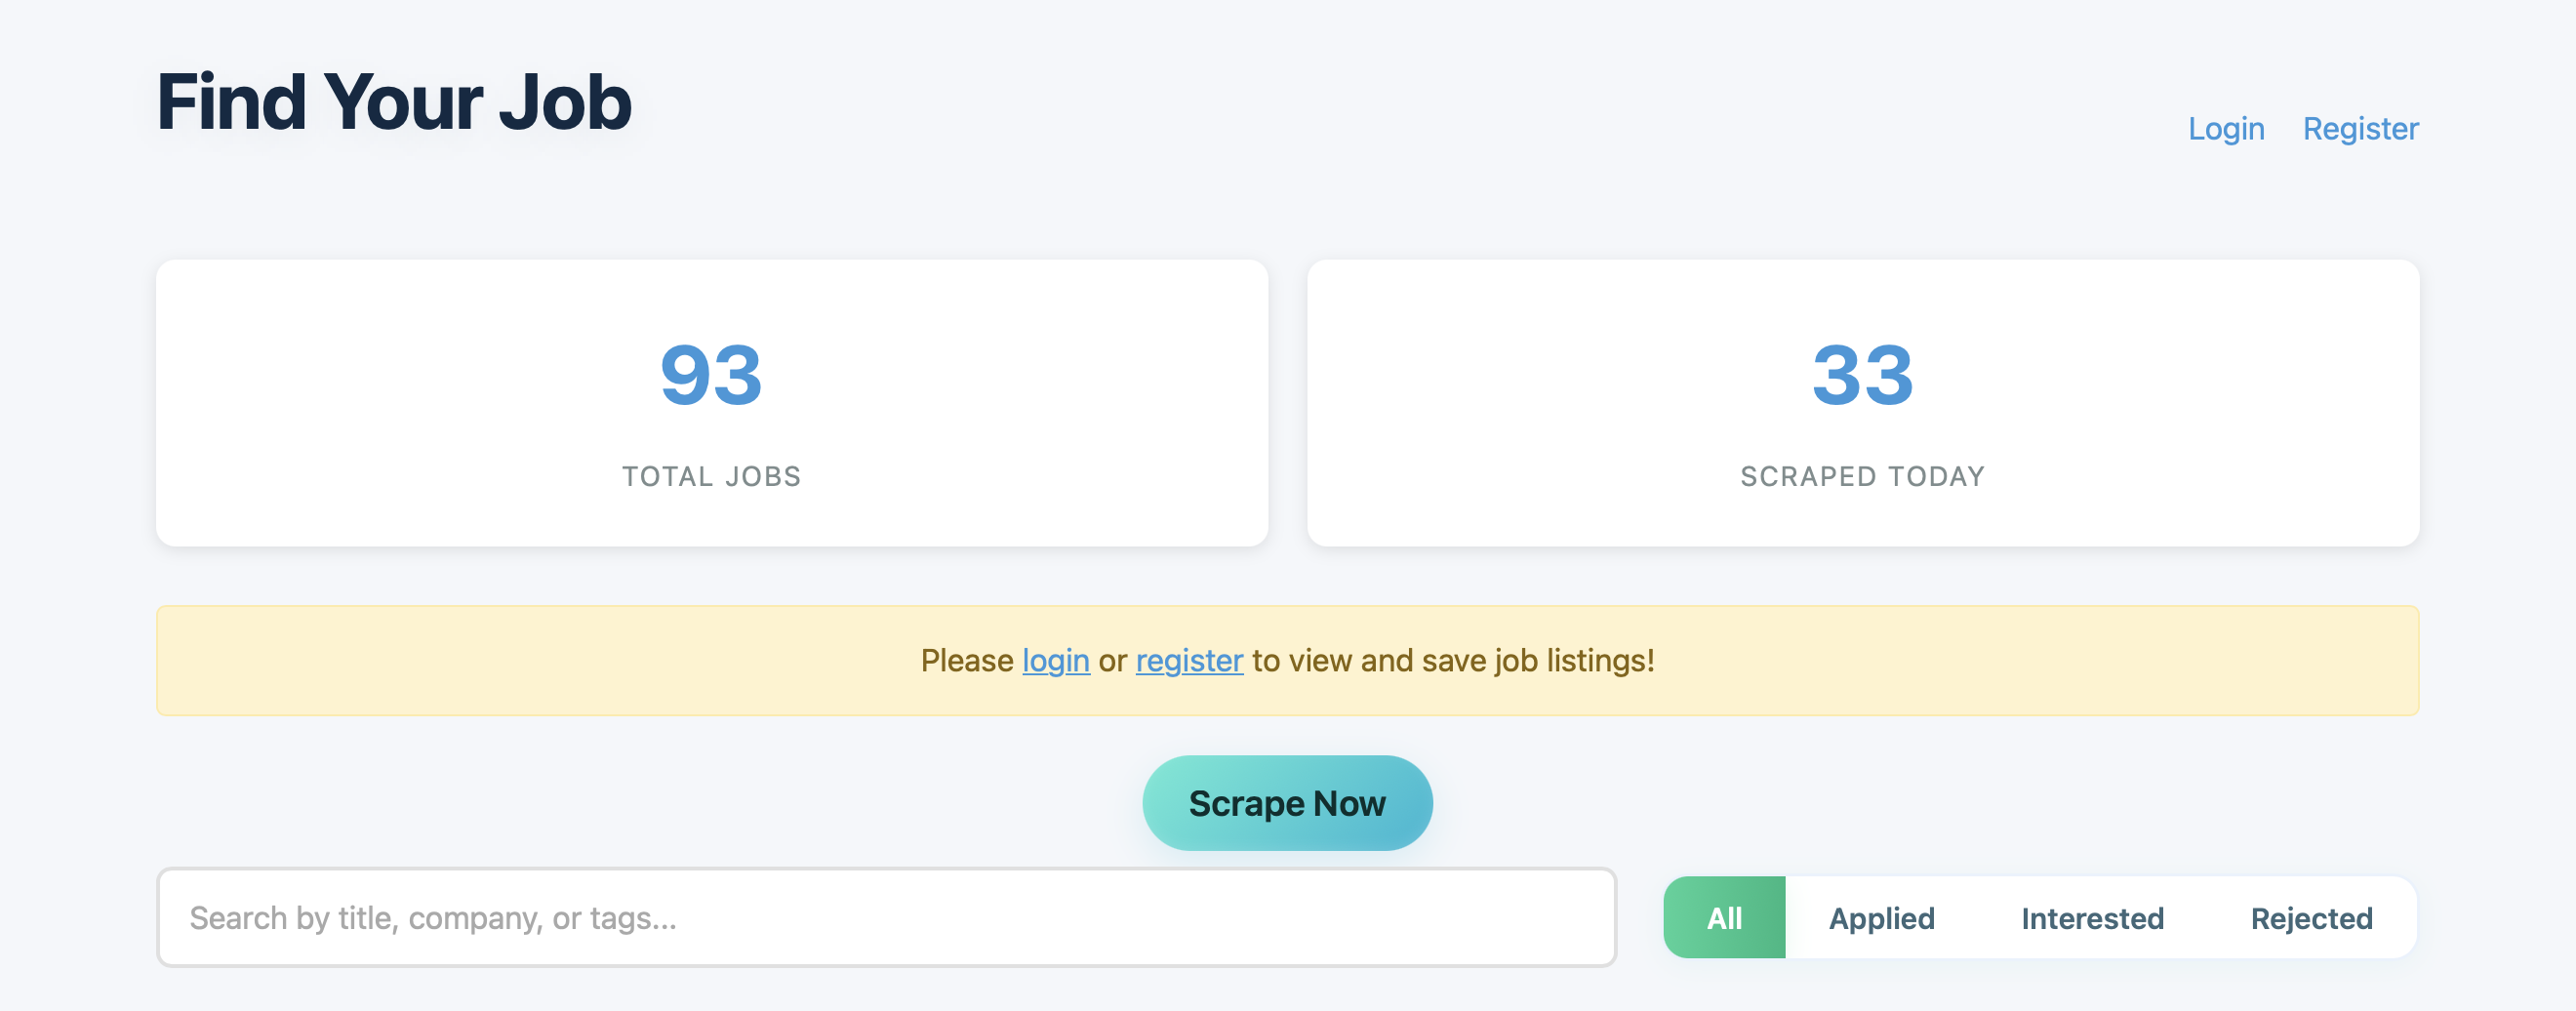 Find Your Job
Login Register
93
TOTAL JOBS
33
SCRAPED TODAY
Please login or register to view and save job listings!
Scrape Now
Search by title, company, or tags...
All Applied Interested Rejected